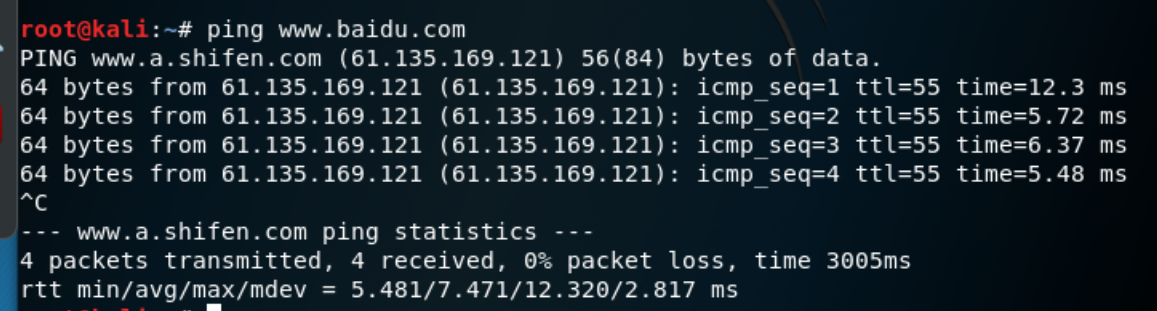 root@kali:~# ping www.baidu.com
PING www.a.shifen.com (61.135.169.121) 56(84) bytes of data.
64 bytes from 61.135.169.121 (61.135.169.121): icmp_seq=1 ttl=55 time=12.3 ms
64 bytes from 61.135.169.121 (61.135.169.121): icmp_seq=2 ttl=55 time=5.72 ms
64 bytes from 61.135.169.121 (61.135.169.121): icmp_seq=3 ttl=55 time=6.37 ms
64 bytes from 61.135.169.121 (61.135.169.121): icmp_seq=4 ttl=55 time=5.48 ms
^C
--- www.a.shifen.com ping statistics ---
4 packets transmitted, 4 received, 0% packet loss, time 3005ms
rtt min/avg/max/mdev = 5.481/7.471/12.320/2.817 ms